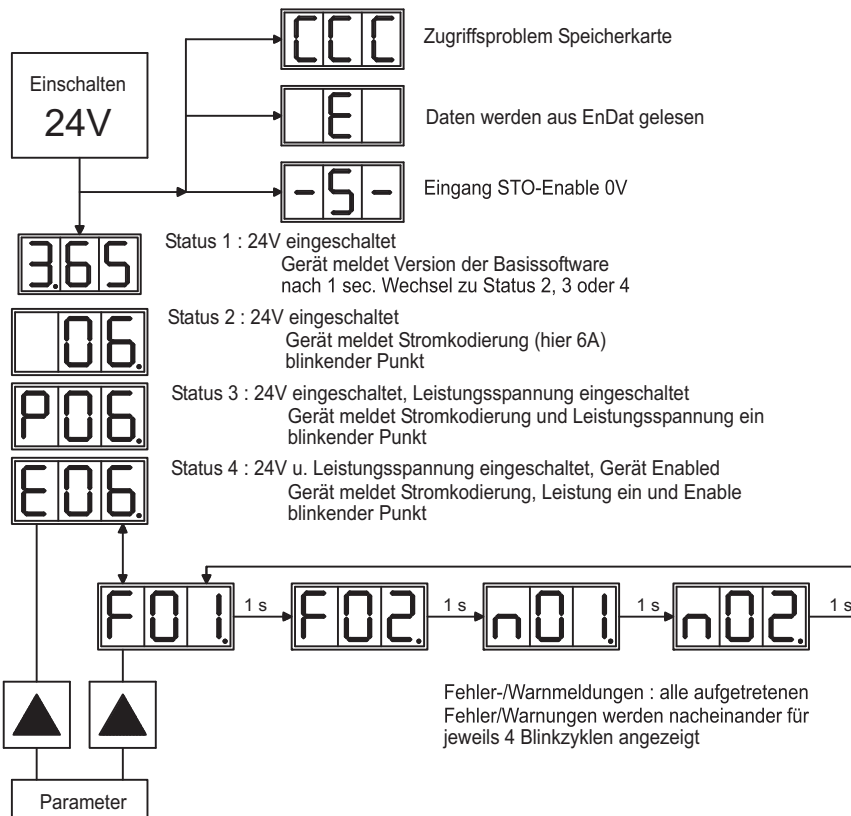 CCC
Zugriffsproblem Speicherkarte
Einschalten
24V
E
Daten werden aus EnDat gelesen
-S-
Eingang STO-Enable 0V
3.65
Status 1 : 24V eingeschaltet
Gerät meldet Version der Basissoftware
nach 1 sec. Wechsel zu Status 2, 3 oder 4
06.
Status 2 : 24V eingeschaltet
Gerät meldet Stromkodierung (hier 6A)
blinkender Punkt
P06.
Status 3 : 24V eingeschaltet, Leistungsspannung eingeschaltet
Gerät meldet Stromkodierung und Leistungsspannung ein
blinkender Punkt
E06.
Status 4 : 24V u. Leistungsspannung eingeschaltet, Gerät Enabled
Gerät meldet Stromkodierung, Leistung ein und Enable
blinkender Punkt
F01. 1 s F02. 1 s n01. 1 s n02. 1 s
Fehler-/Warnmeldungen : alle aufgetretenen
Fehler/Warnungen werden nacheinander für
jeweils 4 Blinkzyklen angezeigt
Parameter